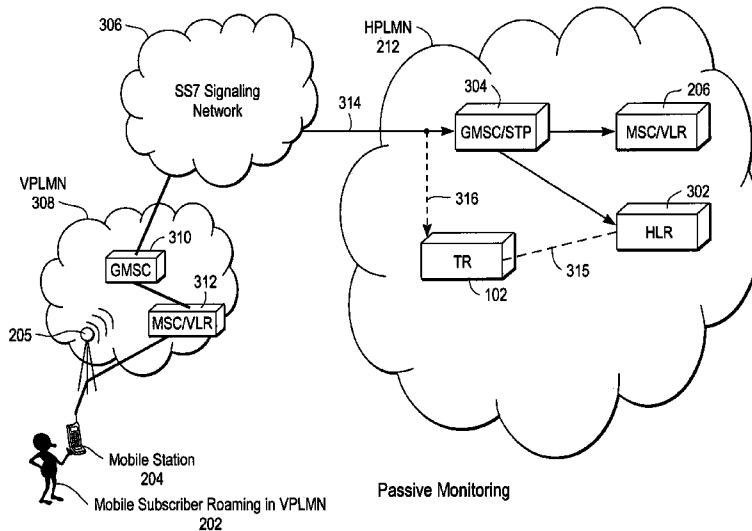 306
SS7 Signaling
Network
HPLMN
212
304
GMSC/STP
206
MSC/VLR
314
316
302
HLR
TR
102
315
VPLMN
308
310
GMSC
312
MSC/VLR
205
Mobile Station
204
Mobile Subscriber Roaming in VPLMN
202
Passive Monitoring